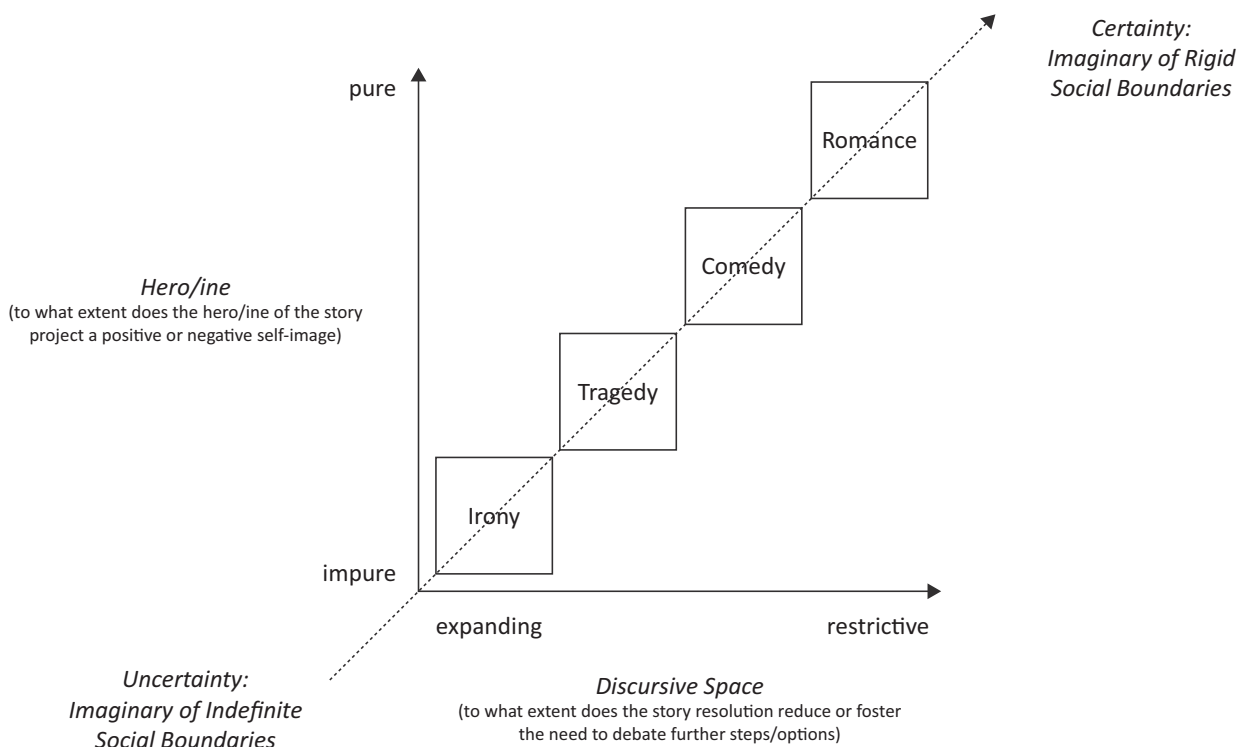 Certainty:
Imaginary of Rigid
Social Boundaries
pure
Romance
Comedy
Hero/ine
(to what extent does the hero/ine of the story
project a positive or negative self-image)
Tragedy
Irony
impure
expanding
restrictive
Uncertainty:
Imaginary of Indefinite
Social Boundaries
Discursive Space
(to what extent does the story resolution reduce or foster
the need to debate further steps/options)